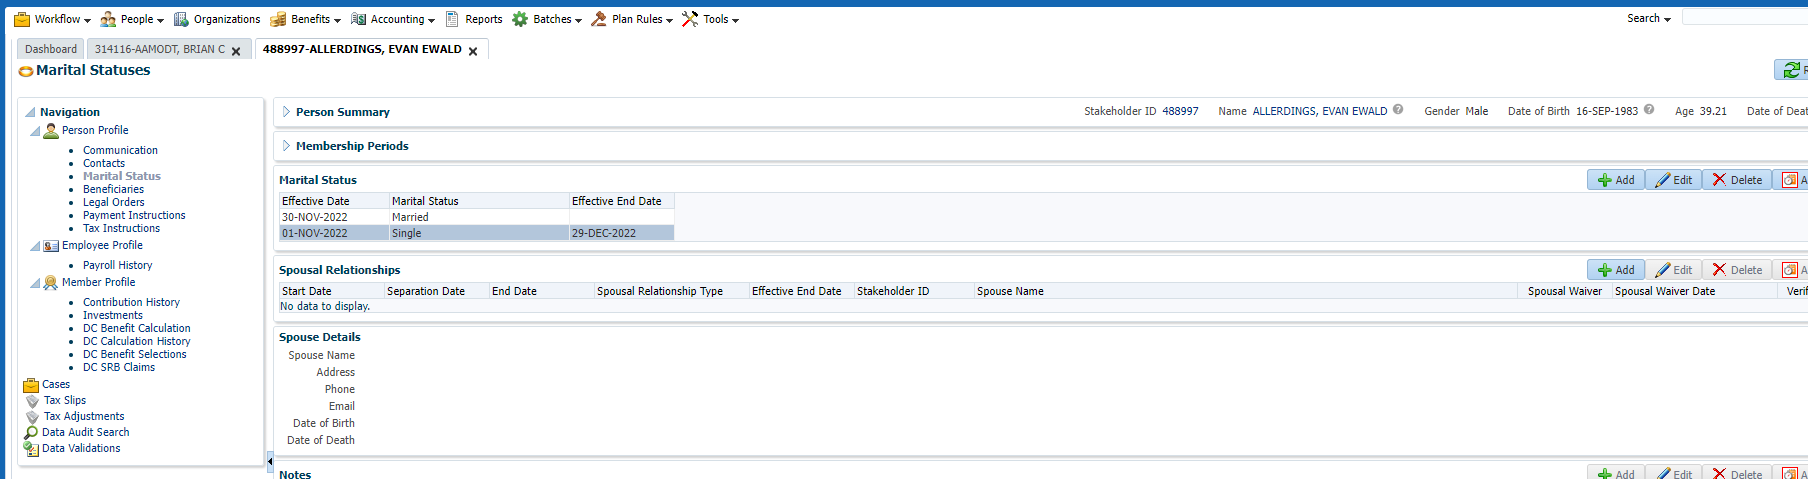 Workflow People Organizations Benefits Accounting Reports Batches Plan Rules Tools Search
Dashboard 314116-AAMODT, BRIAN C 488997-ALLERDINGS, EVAN EWALD
Marital Statuses
Navigation
Person Profile
Communication
Contacts
Marital Status
Beneficiaries
Legal Orders
Payment Instructions
Tax Instructions
Employee Profile
Payroll History
Member Profile
Contribution History
Investments
DC Benefit Calculation
DC Calculation History
DC Benefit Selections
DC SRB Claims
Cases
Tax Slips
Tax Adjustments
Data Audit Search
Data Validations
Person Summary Stakeholder ID 488997 Name ALLERDINGS, EVAN EWALD Gender Male Date of Birth 16-SEP-1983 Age 39.21 Date of Deat
Membership Periods
Marital Status Add Edit Delete A
Effective Date Marital Status Effective End Date
30-NOV-2022 Married
01-NOV-2022 Single 29-DEC-2022
Spousal Relationships Add Edit Delete A
Start Date Separation Date End Date Spousal Relationship Type Effective End Date Stakeholder ID Spouse Name Spousal Waiver Spousal Waiver Date Verif
No data to display.
Spouse Details
Spouse Name
Address
Phone
Email
Date of Birth
Date of Death
Notes Add Edit Delete A